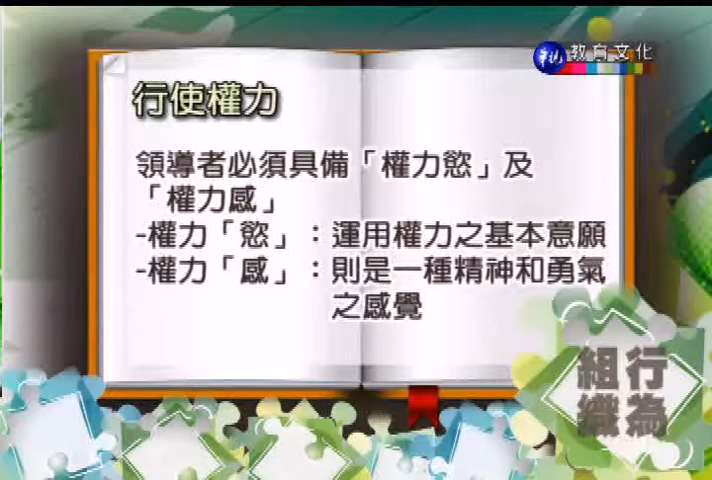 華視
教育文化
行使權力
領導者必須具備「權力慾」及
「權力感」
-權力「慾」：運用權力之基本意願
-權力「感」：則是一種精神和勇氣
之感覺
組行
織為